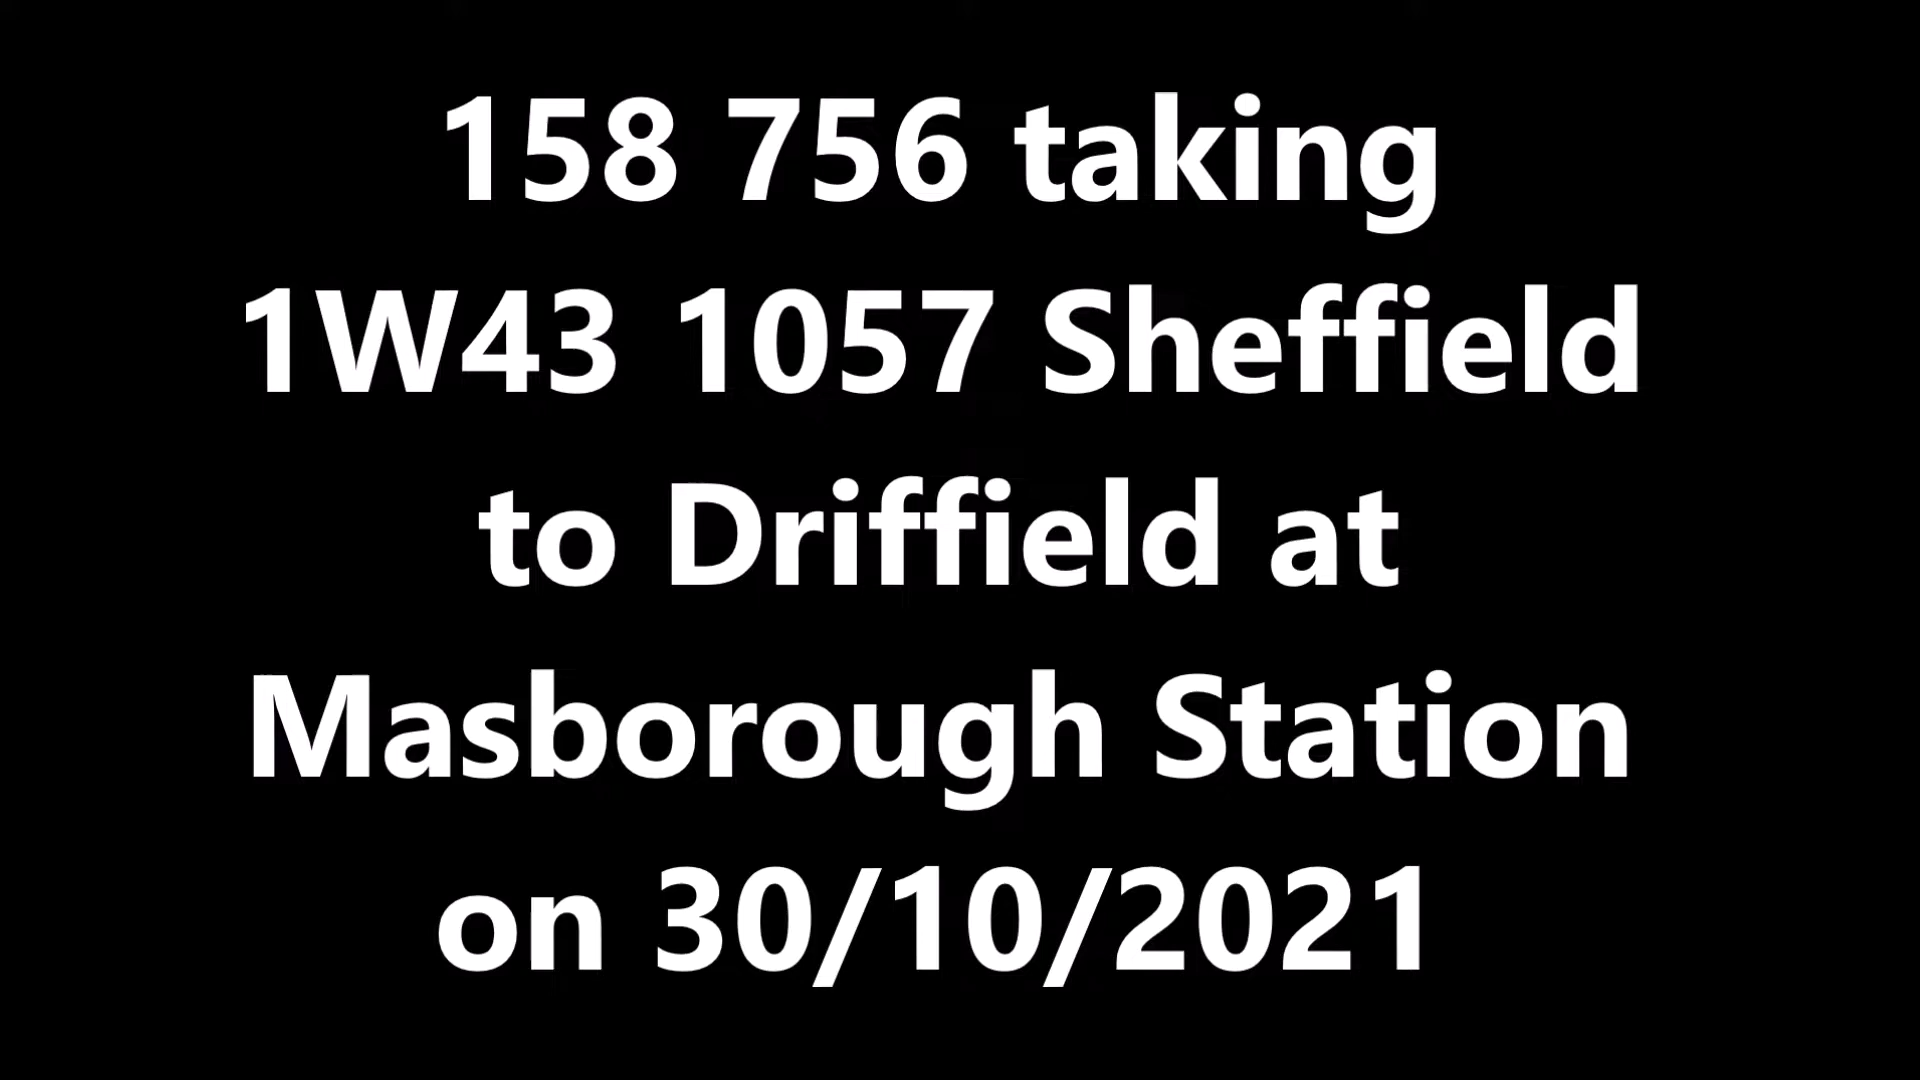 158 756 taking
1W43 1057 Sheffield
to Driffield at
Masborough Station
on 30/10/2021